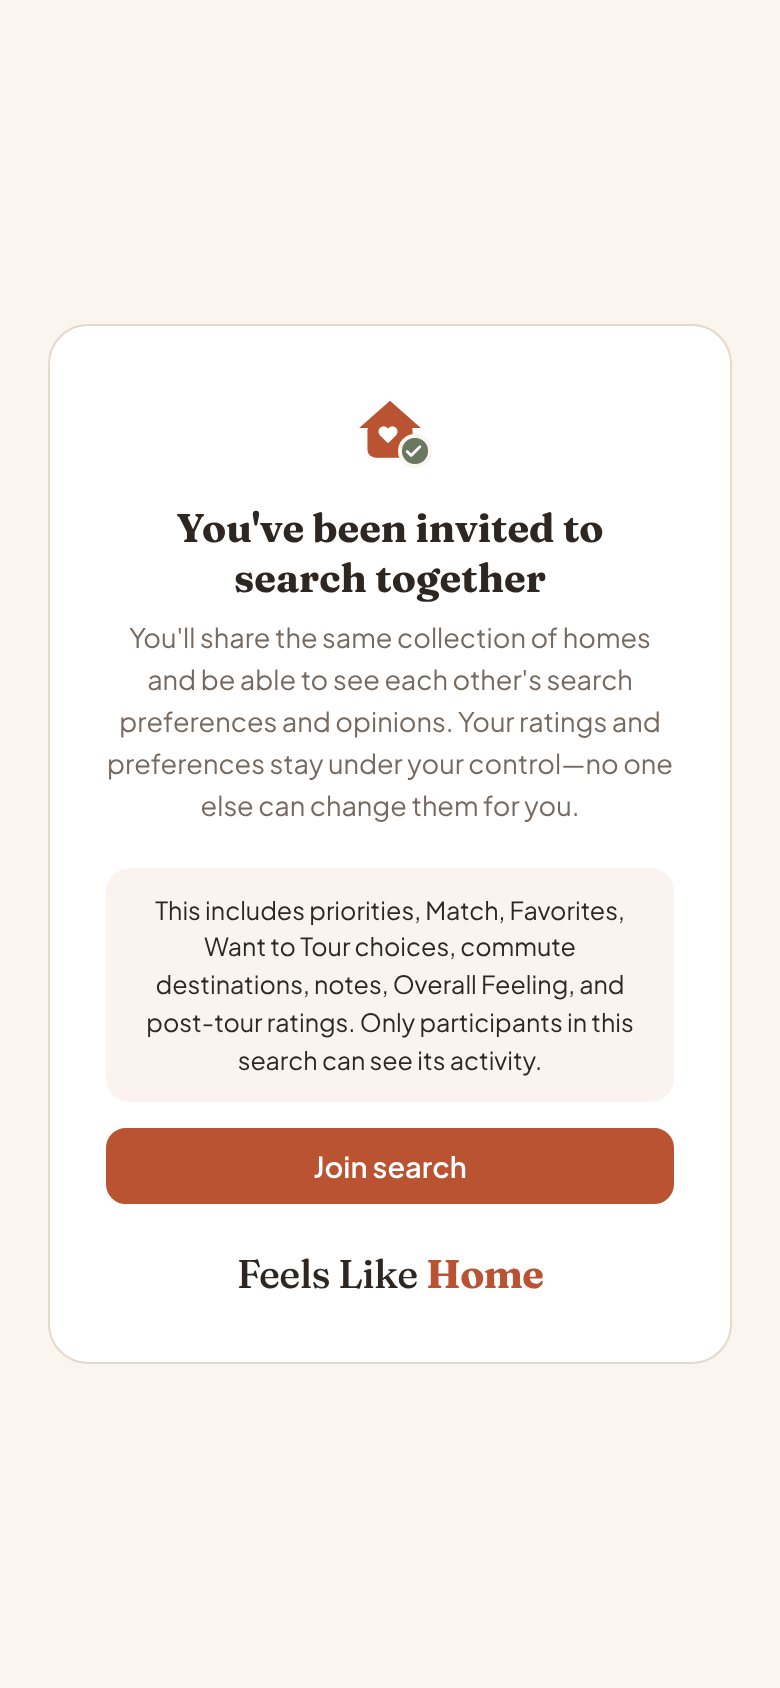 You've been invited to
search together
You'll share the same collection of homes
and be able to see each other's search
preferences and opinions. Your ratings and
preferences stay under your control—no one
else can change them for you.
This includes priorities, Match, Favorites,
Want to Tour choices, commute
destinations, notes, Overall Feeling, and
post-tour ratings. Only participants in this
search can see its activity.
Join search
Feels Like Home